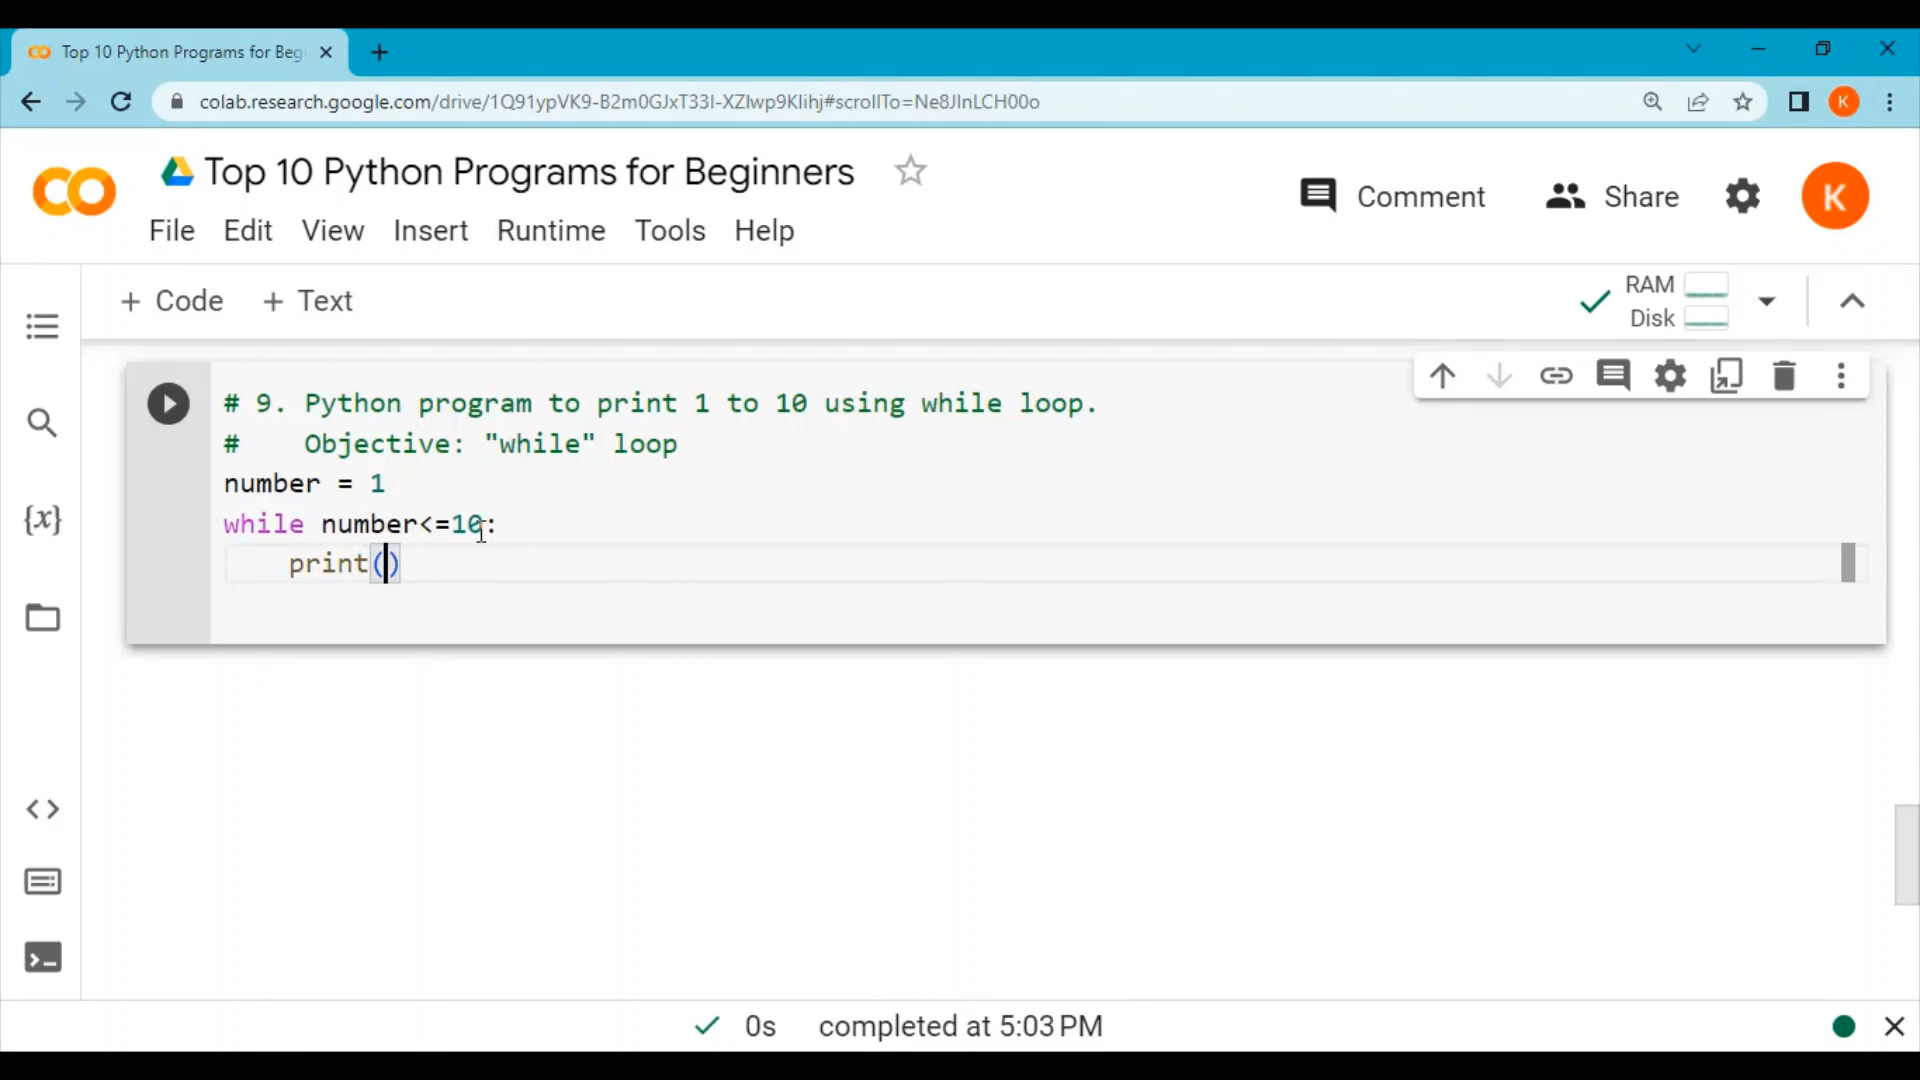 Top 10 Python Programs for Beg
colab.research.google.com/drive/1Q91ypVK9-B2m0GJxT33I-XZlwp9Klihj#scrollTo=Ne8JlnLCH00o
K
Top 10 Python Programs for Beginners
Comment
Share
K
File Edit View Insert Runtime Tools Help
+ Code + Text
RAM
Disk
# 9. Python program to print 1 to 10 using while loop.
#    Objective: "while" loop
number = 1
while number<=10:
    print()
{x}
0s completed at 5:03 PM